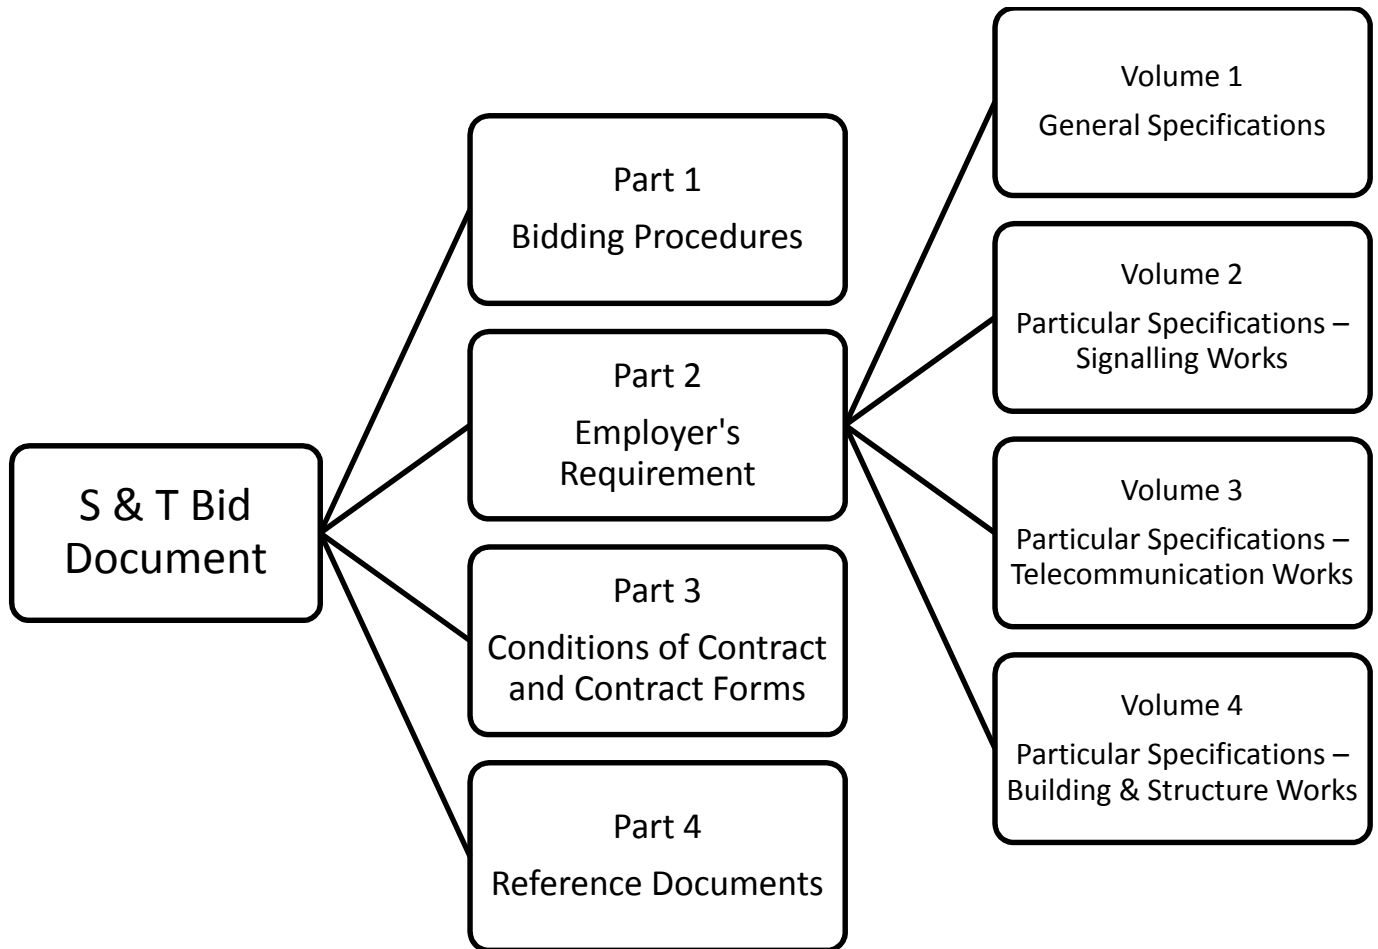 S & T Bid
Document
Part 1
Bidding Procedures
Part 2
Employer's
Requirement
Part 3
Conditions of Contract
and Contract Forms
Part 4
Reference Documents
Volume 1
General Specifications
Volume 2
Particular Specifications –
Signalling Works
Volume 3
Particular Specifications –
Telecommunication Works
Volume 4
Particular Specifications –
Building & Structure Works